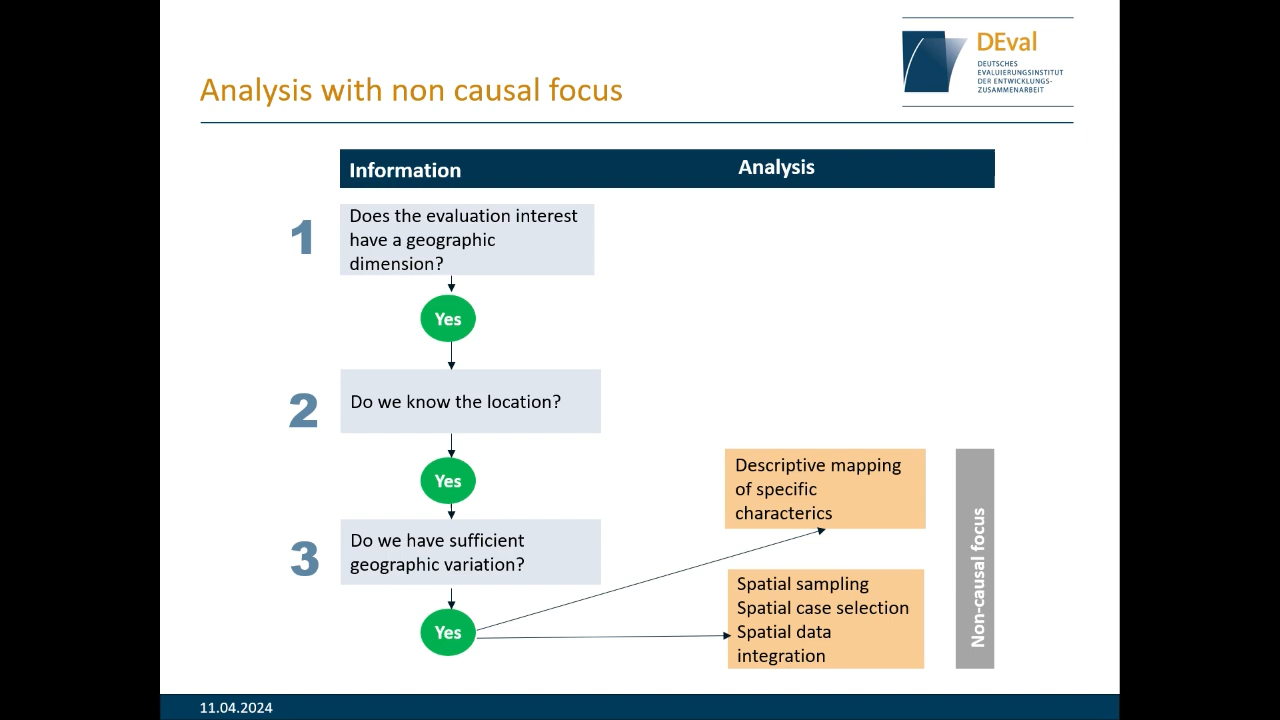 DEval
DEUTSCHES
EVALUIERUNGSINSTITUT
DER ENTWICKLUNGS-
ZUSAMMENARBEIT
Analysis with non causal focus
Information
Analysis
1
Does the evaluation interest
have a geographic
dimension?
Yes
2
Do we know the location?
Yes
3
Do we have sufficient
geographic variation?
Yes
Descriptive mapping
of specific
characterics
Spatial sampling
Spatial case selection
Spatial data
integration
Non-causal focus
11.04.2024